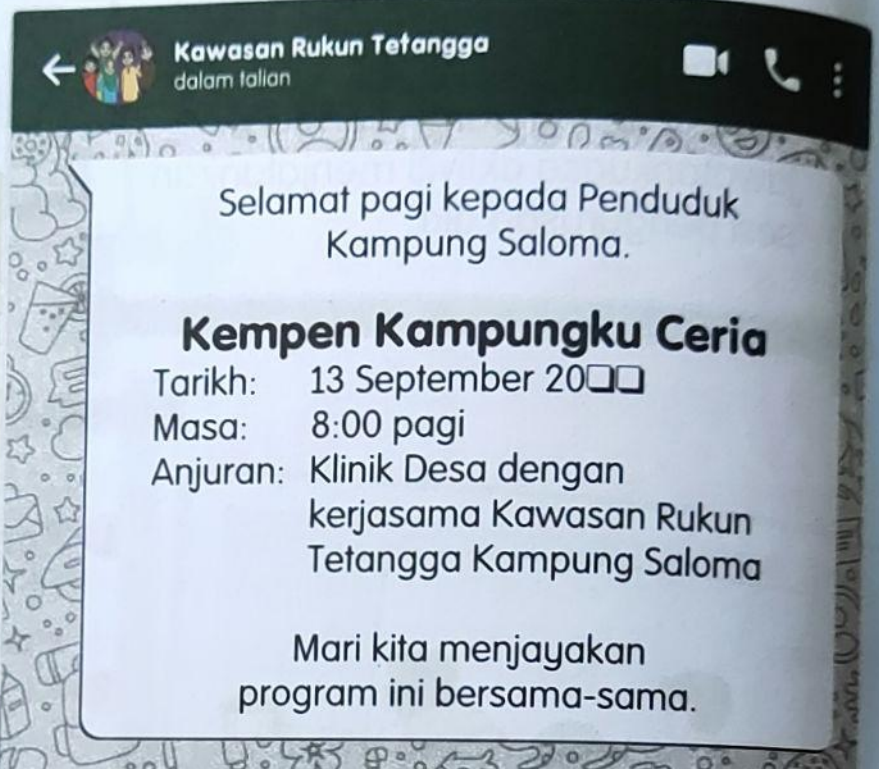 Kawasan Rukun Tetangga
dalam talian
Selamat pagi kepada Penduduk
Kampung Saloma.
Kempen Kampungku Ceria
Tarikh: 13 September 20□□
Masa: 8:00 pagi
Anjuran: Klinik Desa dengan
kerjasama Kawasan Rukun
Tetangga Kampung Saloma
Mari kita menjayakan
program ini bersama-sama.